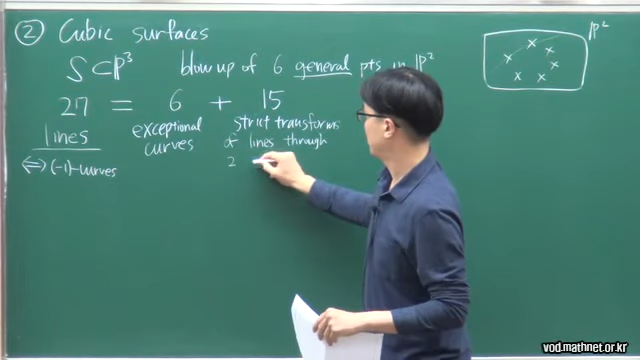 ② Cubic surfaces
S ⊂ ℙ³ blow up of 6 general pts in ℙ²
27 = 6 + 15
lines exceptional curves strict transforms of lines through 2
⇔ (-1)-curves
ℙ²
vod.mathnet.or.kr